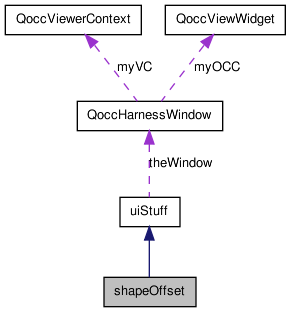 QoccViewerContext QoccViewWidget
myVC myOCC
QoccHarnessWindow
theWindow
uiStuff
shapeOffset